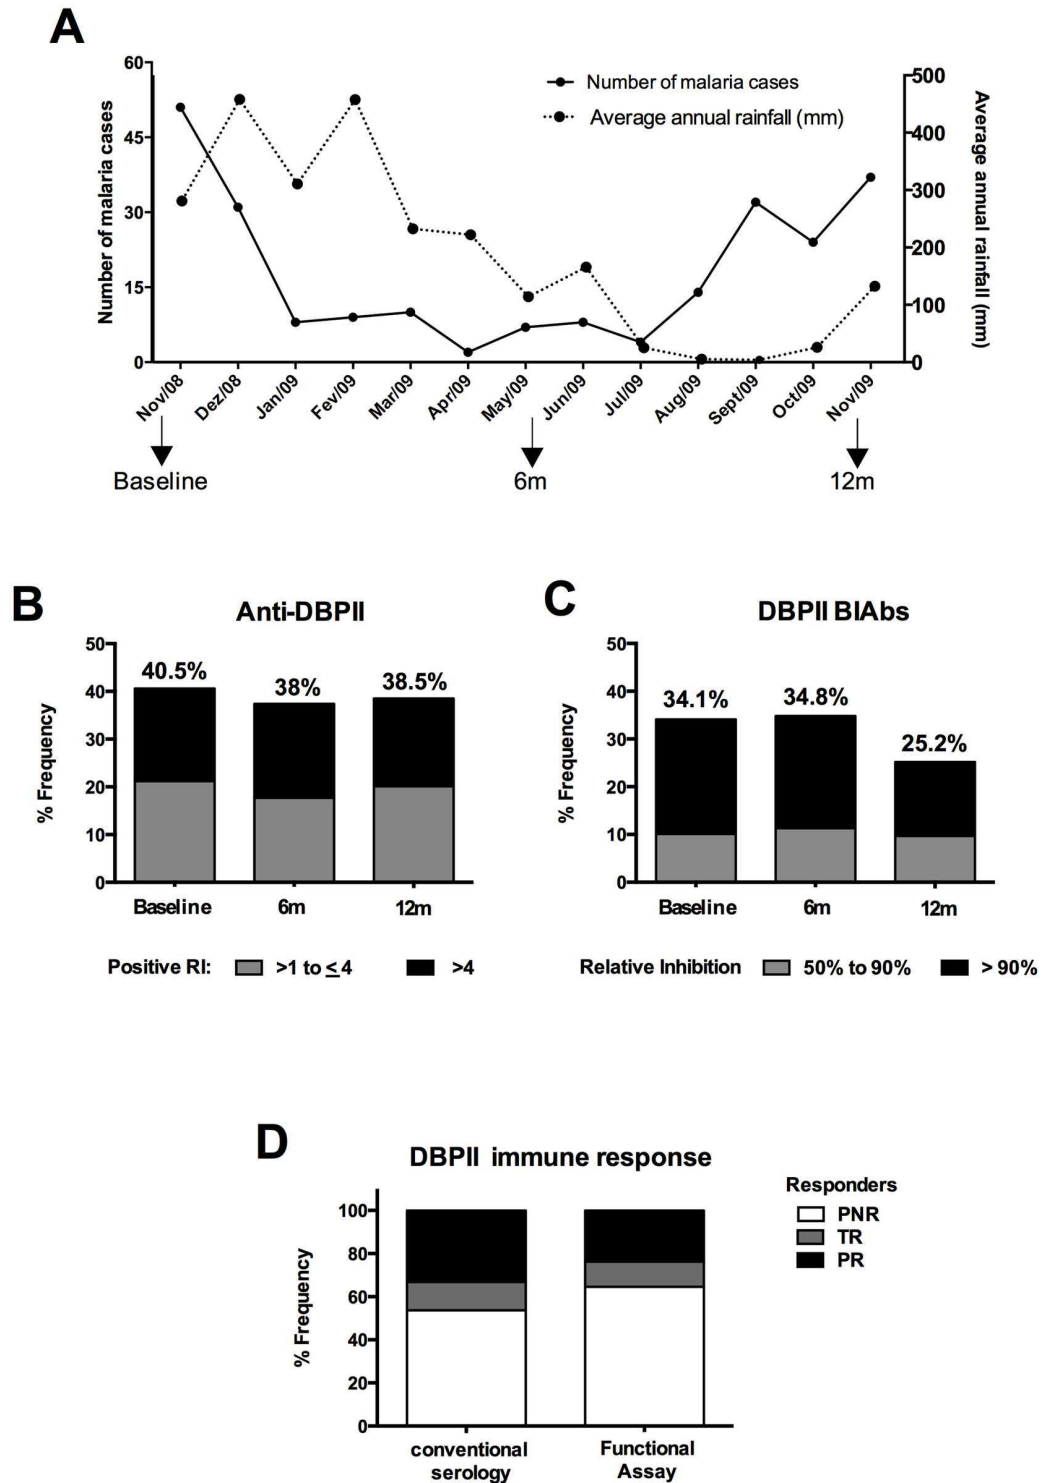 A
Number of malaria cases
Average annual rainfall (mm)
Number of malaria cases
60
45
30
15
0
500
400
300
200
100
0
Average annual rainfall (mm)
Nov/08
Dez/08
Jan/09
Fev/09
Mar/09
Apr/09
May/09
Jun/09
Jul/09
Aug/09
Sept/09
Oct/09
Nov/09
Baseline
6m
12m
B
Anti-DBPII
% Frequency
50
40
30
20
10
0
40.5%
38%
38.5%
Baseline
6m
12m
Positive RI: >1 to ≤ 4 >4
C
DBPII BIAbs
% Frequency
50
40
30
20
10
0
34.1%
34.8%
25.2%
Baseline
6m
12m
Relative Inhibition 50% to 90% > 90%
D
DBPII immune response
% Frequency
100
80
60
40
20
0
conventional
serology
Functional
Assay
Responders
PNR
TR
PR